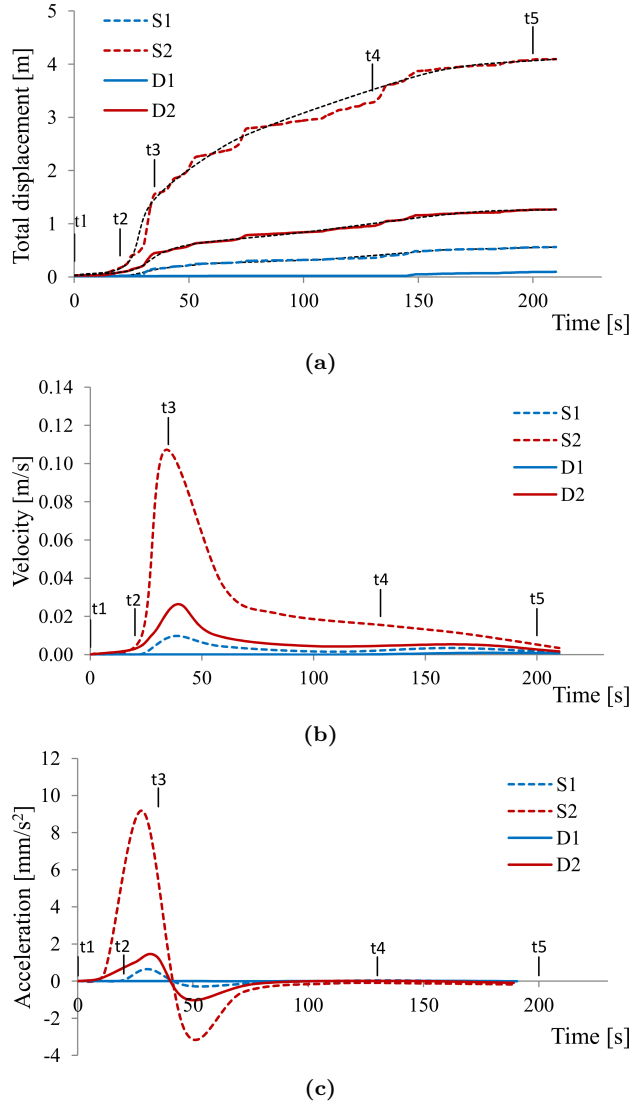 5
4
3
2
1
0
Total displacement [m]
S1
S2
D1
D2
t1
t2
t3
t4
t5
0
50
100
150
200
Time [s]
(a)
0.14
0.12
0.10
0.08
0.06
0.04
0.02
0.00
Velocity [m/s]
t1
t2
t3
t4
t5
S1
S2
D1
D2
0
50
100
150
200
Time [s]
(b)
12
10
8
6
4
2
0
-2
-4
Acceleration [mm/s²]
t1
t2
t3
t4
t5
S1
S2
D1
D2
0
50
100
150
200
Time [s]
(c)